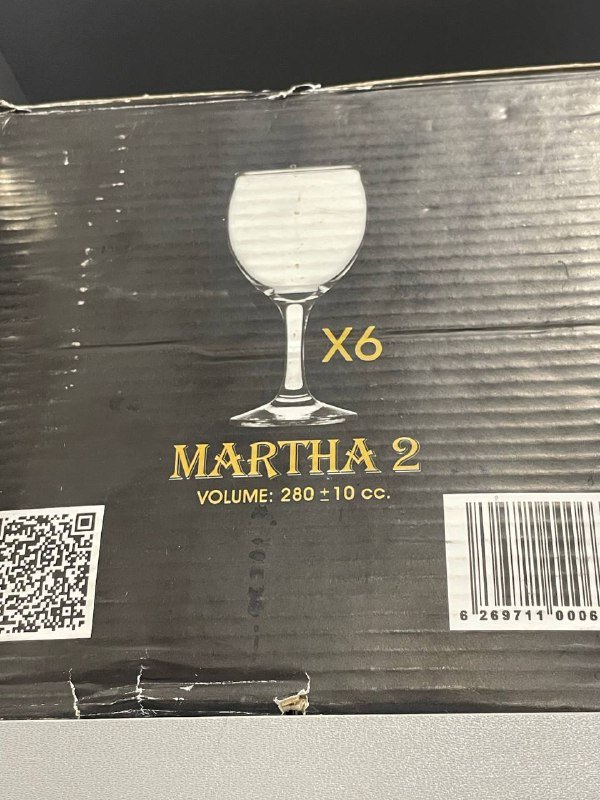 X6
MARTHA 2
VOLUME: 280 ±10 cc.
6 269711 0006